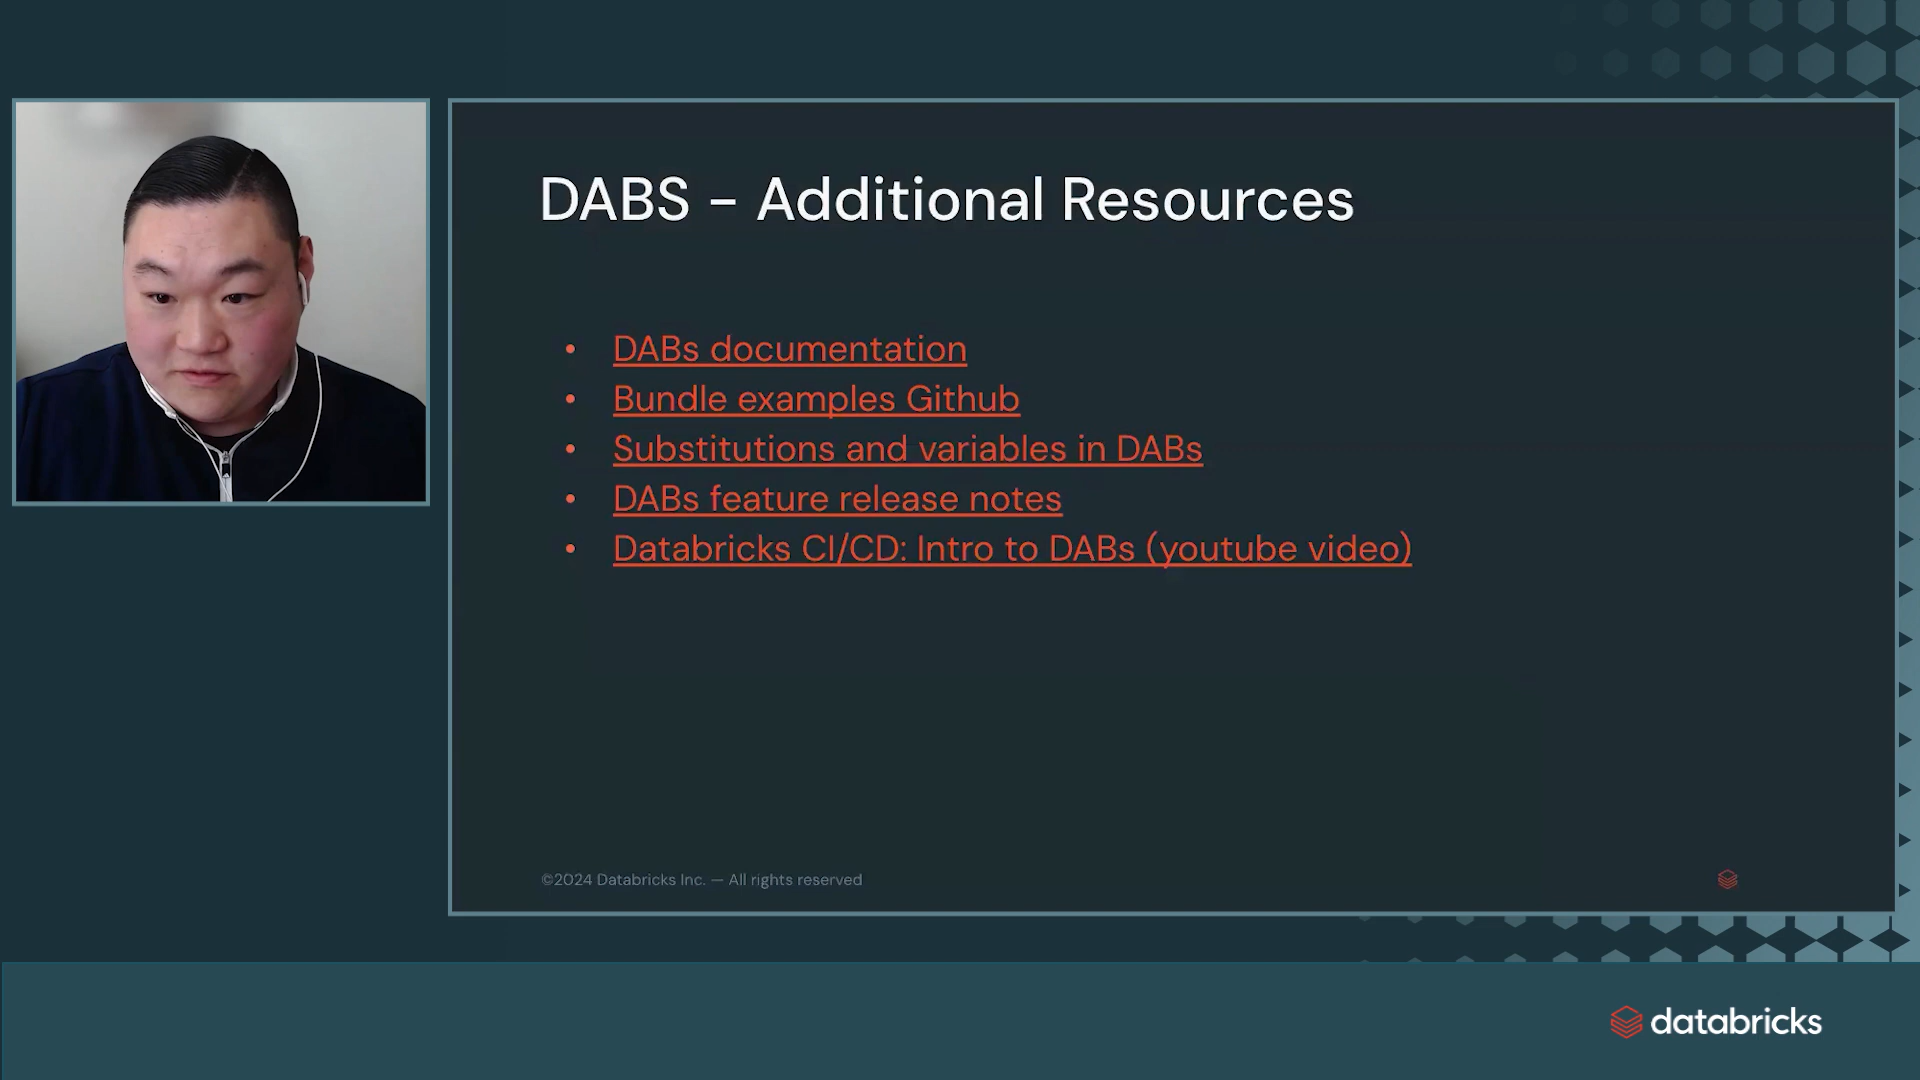 DABS - Additional Resources
• DABs documentation
• Bundle examples Github
• Substitutions and variables in DABs
• DABs feature release notes
• Databricks CI/CD: Intro to DABs (youtube video)
©2024 Databricks Inc. — All rights reserved
databricks